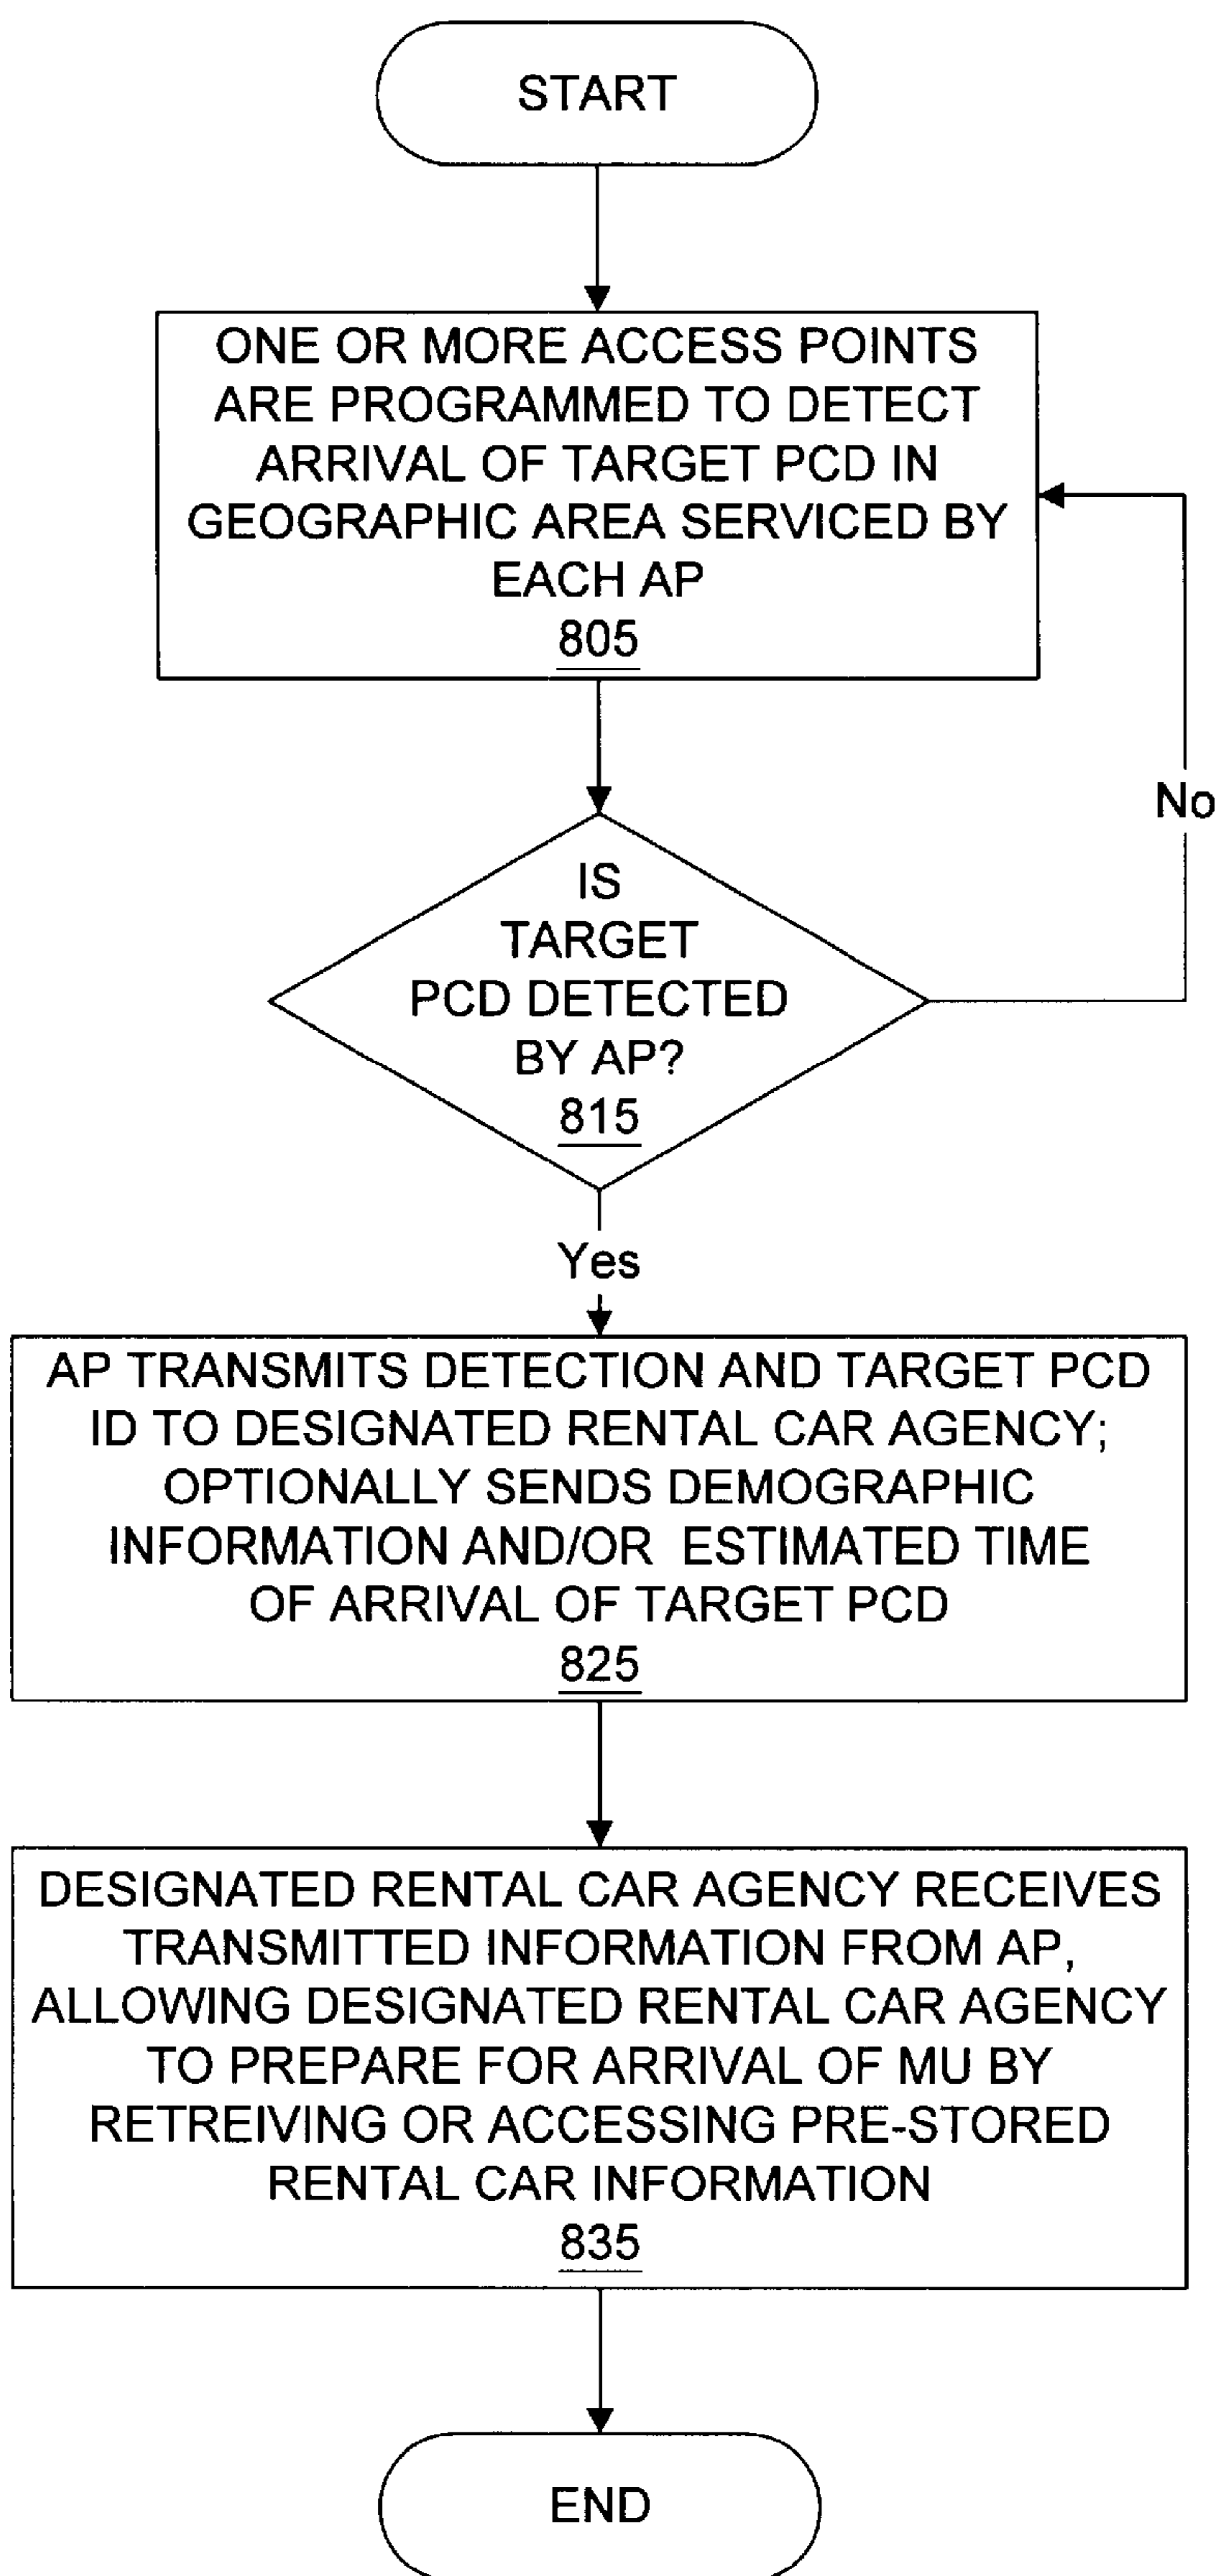 START
ONE OR MORE ACCESS POINTS
ARE PROGRAMMED TO DETECT
ARRIVAL OF TARGET PCD IN
GEOGRAPHIC AREA SERVICED BY
EACH AP
805
No
IS
TARGET
PCD DETECTED
BY AP?
815
Yes
AP TRANSMITS DETECTION AND TARGET PCD
ID TO DESIGNATED RENTAL CAR AGENCY;
OPTIONALLY SENDS DEMOGRAPHIC
INFORMATION AND/OR ESTIMATED TIME
OF ARRIVAL OF TARGET PCD
825
DESIGNATED RENTAL CAR AGENCY RECEIVES
TRANSMITTED INFORMATION FROM AP,
ALLOWING DESIGNATED RENTAL CAR AGENCY
TO PREPARE FOR ARRIVAL OF MU BY
RETREIVING OR ACCESSING PRE-STORED
RENTAL CAR INFORMATION
835
END